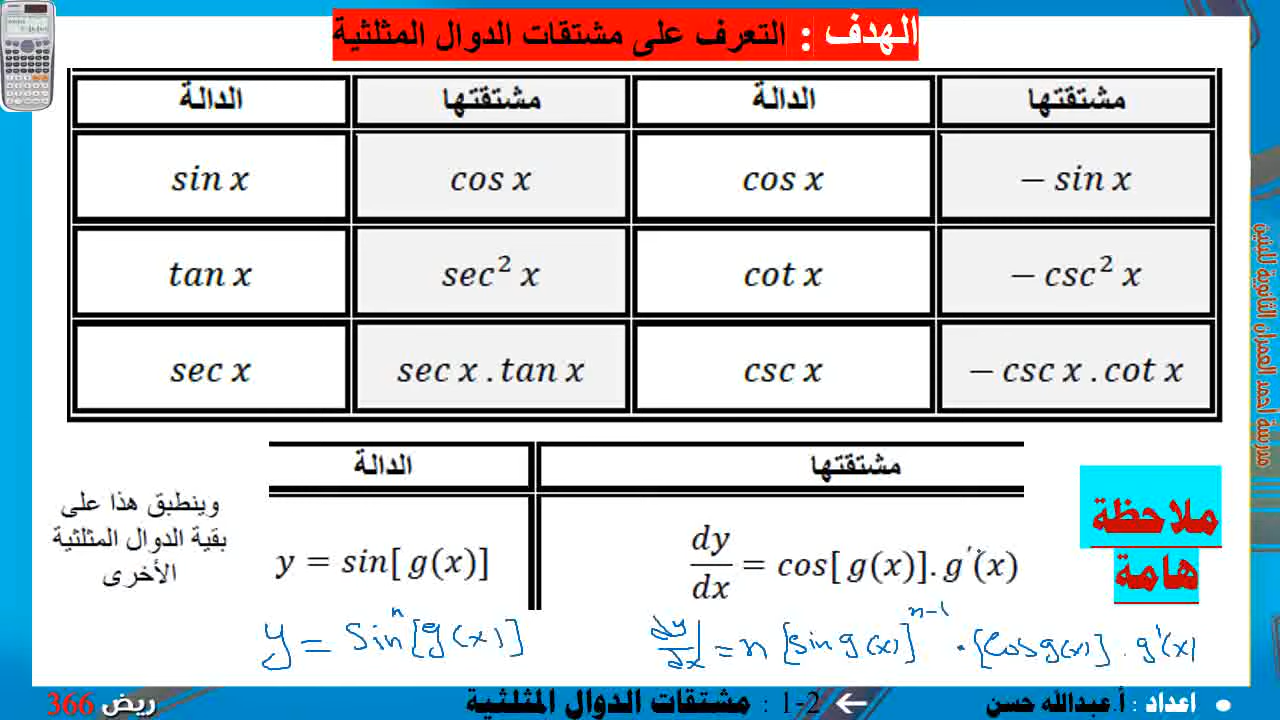 الهدف : التعرف على مشتقات الدوال المثلثية
الدالة مشتقتها الدالة مشتقتها
sin x cos x cos x − sin x
tan x sec² x cot x − csc² x
sec x sec x . tan x csc x − csc x . cot x
الدالة مشتقتها
y = sin[ g(x)] dy/dx = cos[ g(x)]. g′(x)
وينطبق هذا على
بقية الدوال المثلثية
الأخرى
ملاحظة
هامة
y = Sinⁿ [g(x)] dy/dx = n [sin g(x)]ⁿ⁻¹ · [Cos g(x)] . g′(x)
مدرسة احمد العمران الثانوية للبنين
• اعداد : أ.عبدالله حسن ← 1-2 : مشتقات الدوال المثلثية ريض 366